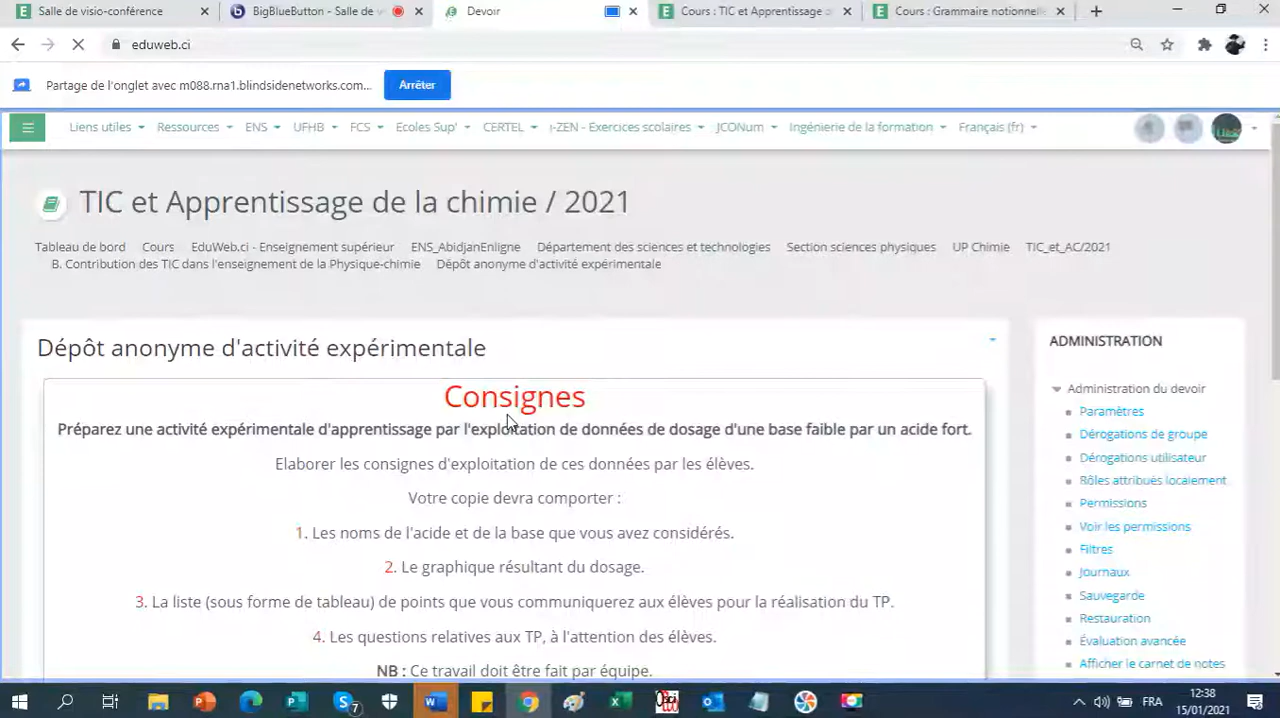 Salle de visio-conférence
BigBlueButton - Salle de v
Devoir
Cours : TIC et Apprentissage
Cours : Grammaire notionnelle
eduweb.ci
Partage de l'onglet avec m088.rna1.blindsidenetworks.com...
Arrêter
Liens utiles
Ressources
ENS
UFHB
FCS
Ecoles Sup'
CERTEL
I-ZEN - Exercices scolaires
JCONum
Ingénierie de la formation
Français (fr)
TIC et Apprentissage de la chimie / 2021
Tableau de bord Cours EduWeb.ci - Enseignement supérieur ENS_AbidjanEnligne Département des sciences et technologies Section sciences physiques UP Chimie TIC_et_AC/2021
B. Contribution des TIC dans l'enseignement de la Physique-chimie Dépôt anonyme d'activité expérimentale
Dépôt anonyme d'activité expérimentale
Consignes
Préparez une activité expérimentale d'apprentissage par l'exploitation de données de dosage d'une base faible par un acide fort.
Elaborer les consignes d'exploitation de ces données par les élèves.
Votre copie devra comporter :
1. Les noms de l'acide et de la base que vous avez considérés.
2. Le graphique résultant du dosage.
3. La liste (sous forme de tableau) de points que vous communiquerez aux élèves pour la réalisation du TP.
4. Les questions relatives aux TP, à l'attention des élèves.
NB : Ce travail doit être fait par équipe.
ADMINISTRATION
Administration du devoir
Paramètres
Dérogations de groupe
Dérogations utilisateur
Rôles attribués localement
Permissions
Voir les permissions
Filtres
Journaux
Sauvegarde
Restauration
Évaluation avancée
Afficher le carnet de notes
7
FRA
12:38
15/01/2021